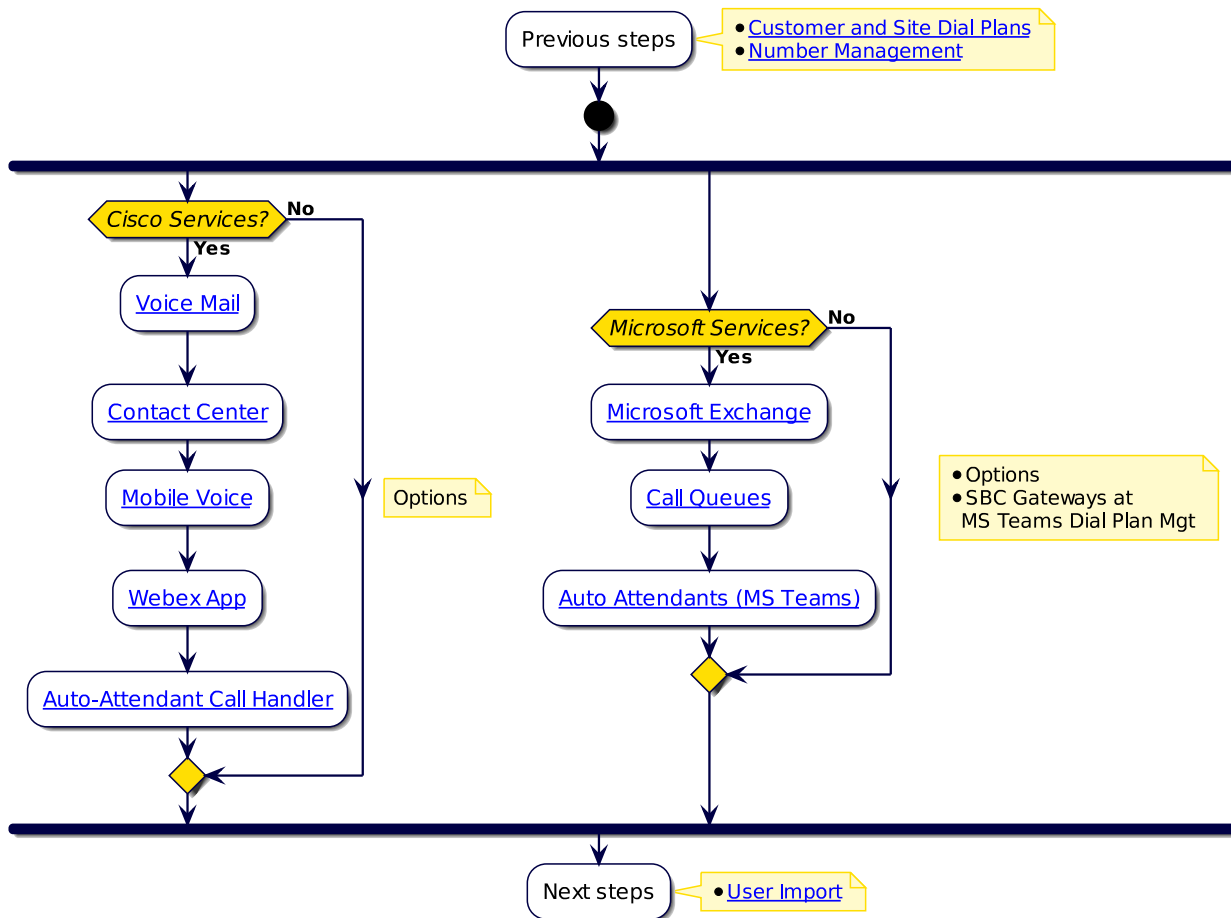 Previous steps
Customer and Site Dial Plans
Number Management
Cisco Services?
No
Yes
Voice Mail
Contact Center
Mobile Voice
Webex App
Auto-Attendant Call Handler
Options
Microsoft Services?
No
Yes
Microsoft Exchange
Call Queues
Auto Attendants (MS Teams)
Options
SBC Gateways at
MS Teams Dial Plan Mgt
Next steps
User Import